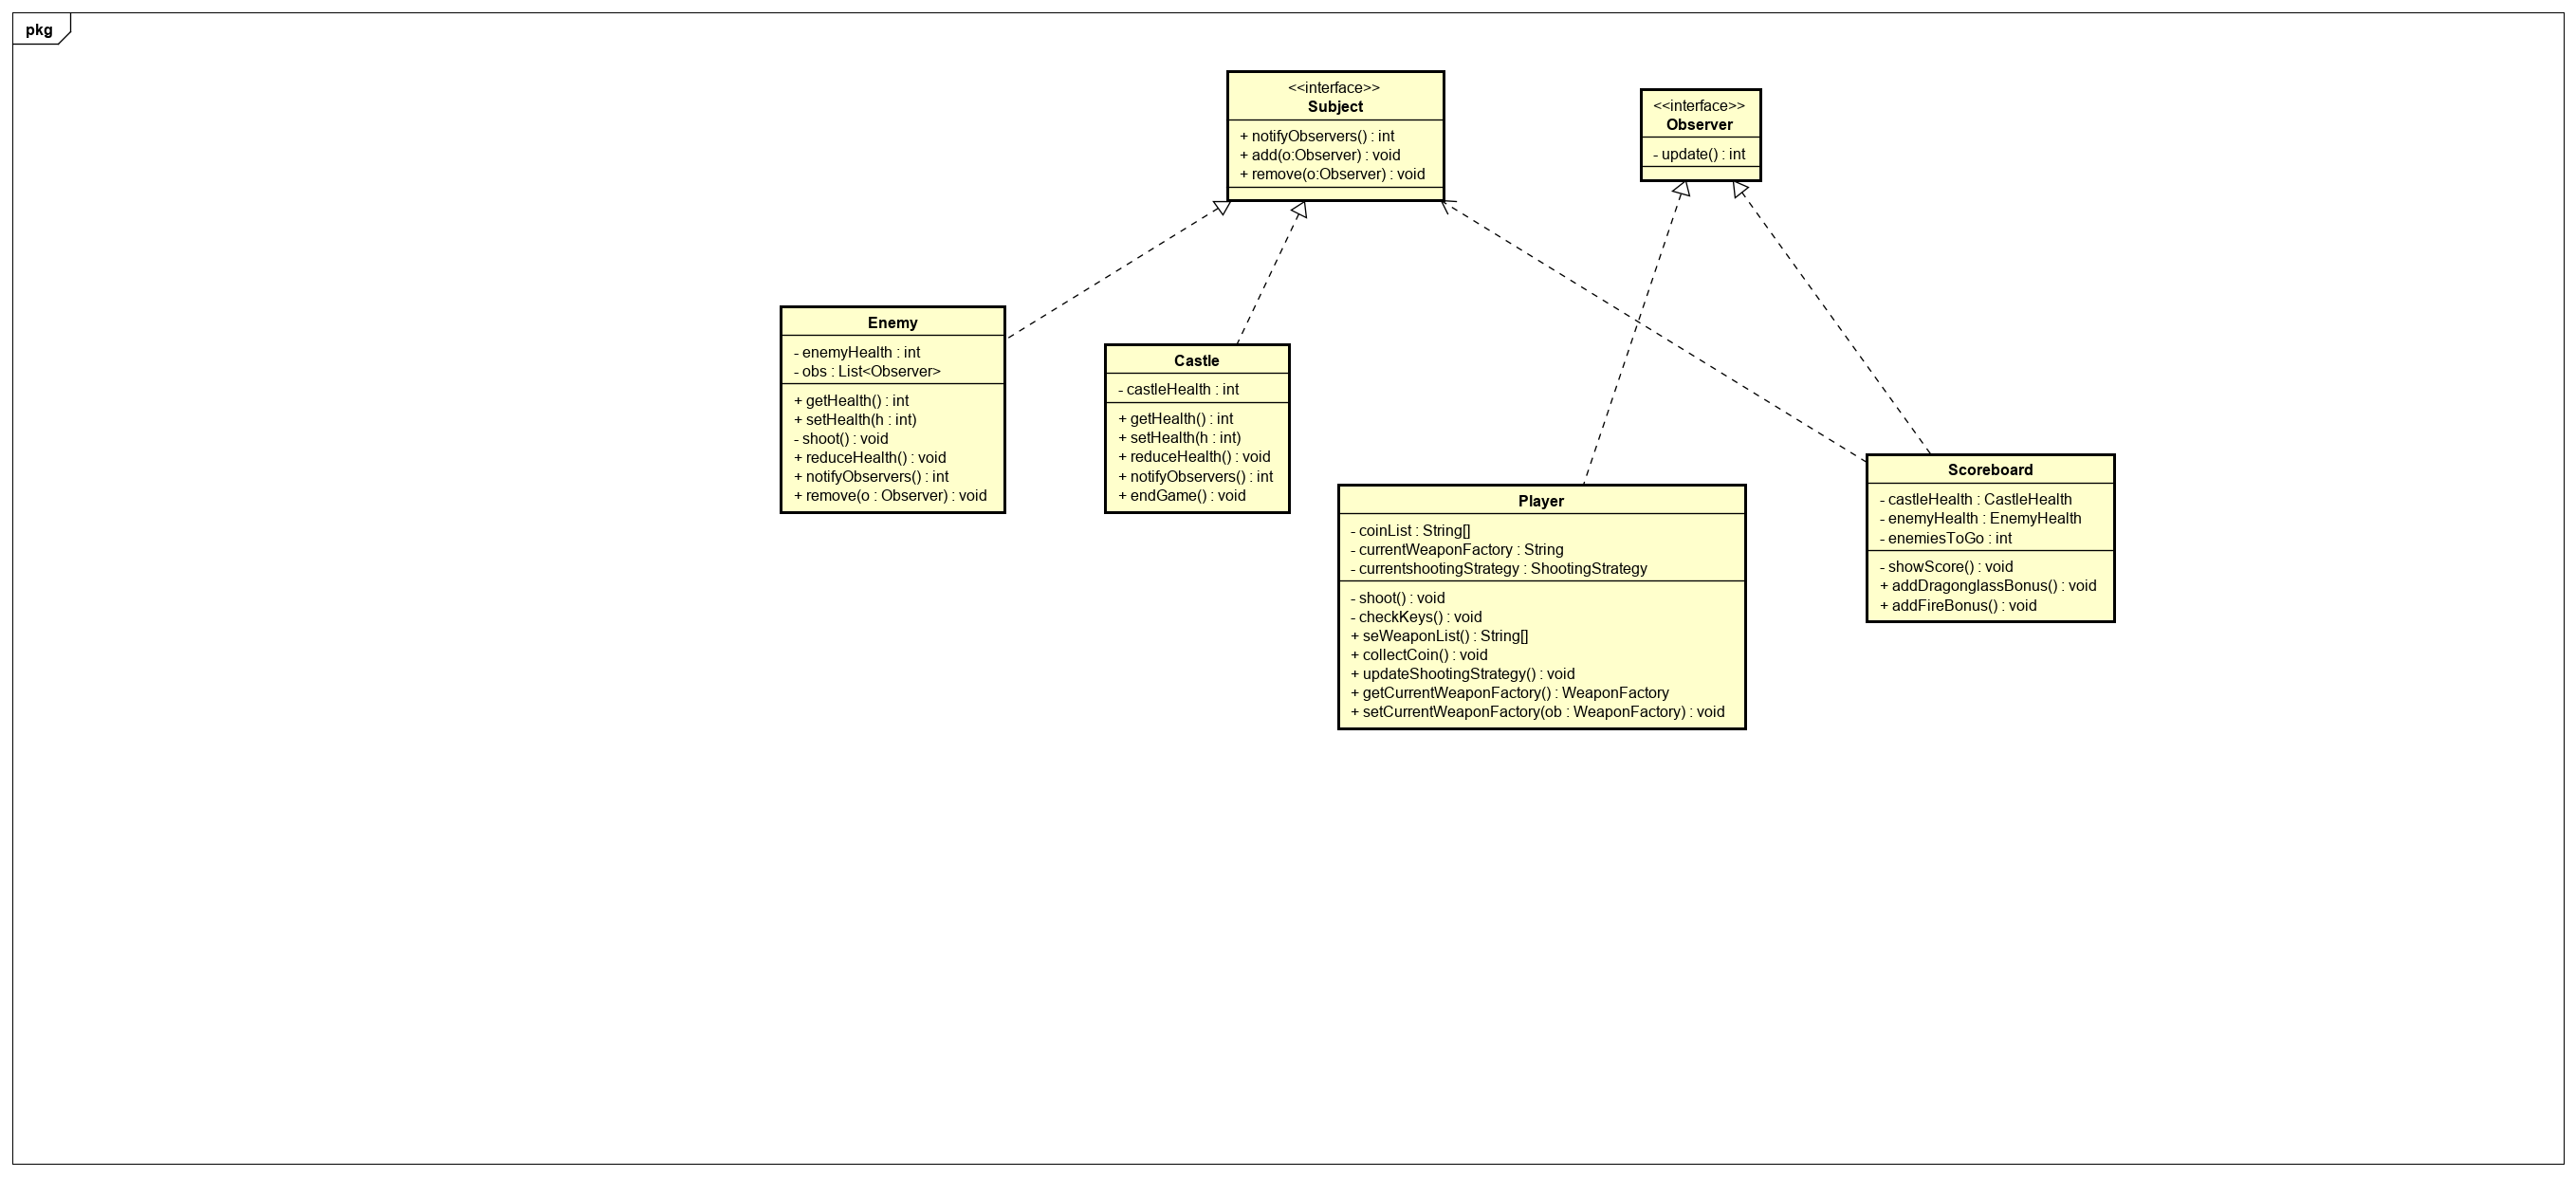 pkg
<<interface>>
Subject
+ notifyObservers() : int
+ add(o:Observer) : void
+ remove(o:Observer) : void
<<interface>>
Observer
- update() : int
Enemy
- enemyHealth : int
- obs : List<Observer>
+ getHealth() : int
+ setHealth(h : int)
- shoot() : void
+ reduceHealth() : void
+ notifyObservers() : int
+ remove(o : Observer) : void
Castle
- castleHealth : int
+ getHealth() : int
+ setHealth(h : int)
+ reduceHealth() : void
+ notifyObservers() : int
+ endGame() : void
Player
- coinList : String[]
- currentWeaponFactory : String
- currentshootingStrategy : ShootingStrategy
- shoot() : void
- checkKeys() : void
+ seWeaponList() : String[]
+ collectCoin() : void
+ updateShootingStrategy() : void
+ getCurrentWeaponFactory() : WeaponFactory
+ setCurrentWeaponFactory(ob : WeaponFactory) : void
Scoreboard
- castleHealth : CastleHealth
- enemyHealth : EnemyHealth
- enemiesToGo : int
- showScore() : void
+ addDragonglassBonus() : void
+ addFireBonus() : void